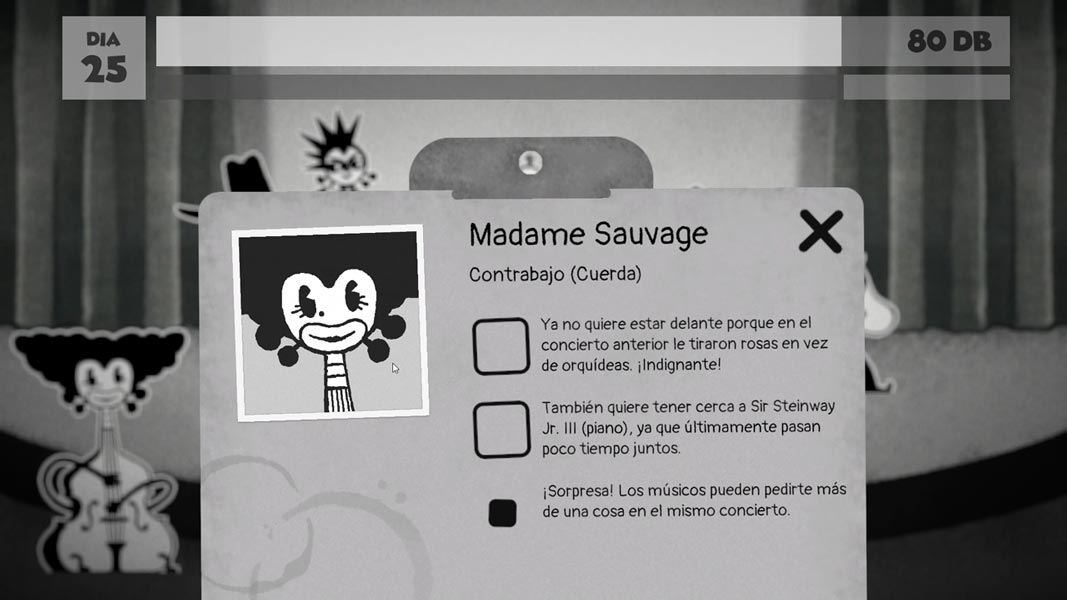 DIA
25
80 DB
Madame Sauvage
Contrabajo (Cuerda)
Ya no quiere estar delante porque en el
concierto anterior le tiraron rosas en vez
de orquídeas. ¡Indignante!
También quiere tener cerca a Sir Steinway
Jr. III (piano), ya que últimamente pasan
poco tiempo juntos.
¡Sorpresa! Los músicos pueden pedirte más
de una cosa en el mismo concierto.